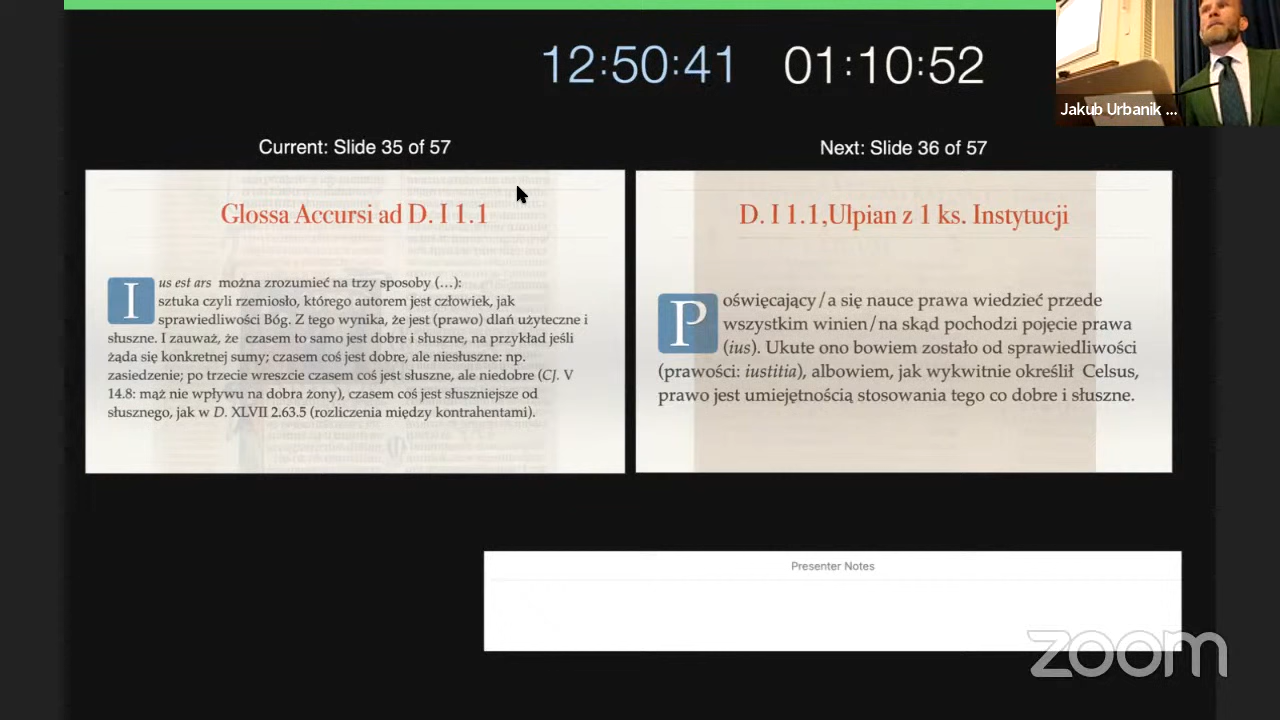 12:50:41 01:10:52
Jakub Urbanik ...
Current: Slide 35 of 57
Next: Slide 36 of 57
Glossa Accursi ad D. I 1.1
Ius est ars można zrozumieć na trzy sposoby (...):
sztuka czyli rzemiosło, którego autorem jest człowiek, jak
sprawiedliwości Bóg. Z tego wynika, że jest (prawo) dlań użyteczne i
słuszne. I zauważ, że czasem to samo jest dobre i słuszne, na przykład jeśli
żąda się konkretnej sumy; czasem coś jest dobre, ale niesłuszne: np.
zasiedzenie; po trzecie wreszcie czasem coś jest słuszne, ale niedobre (CJ. V
14.8: mąż nie wpływu na dobra żony), czasem coś jest słuszniejsze od
słusznego, jak w D. XLVII 2.63.5 (rozliczenia między kontrahentami).
D. I 1.1,Ulpian z 1 ks. Instytucji
Poświęcający/a się nauce prawa wiedzieć przede
wszystkim winien/na skąd pochodzi pojęcie prawa
(ius). Ukute ono bowiem zostało od sprawiedliwości
(prawości: iustitia), albowiem, jak wykwitnie określił Celsus,
prawo jest umiejętnością stosowania tego co dobre i słuszne.
Presenter Notes
zoom